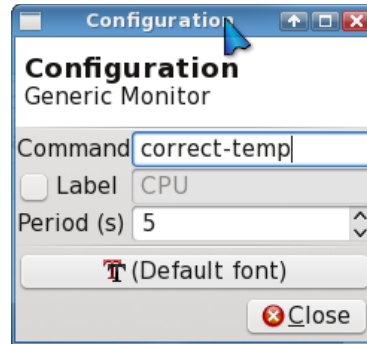 Configuration
Configuration
Generic Monitor
Command correct-temp
Label CPU
Period (s) 5
(Default font)
Close